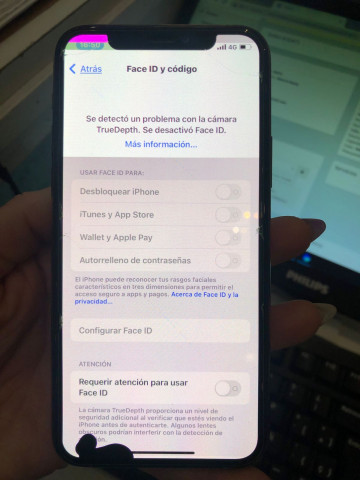 4G
Atrás
Face ID y código
Se detectó un problema con la cámara
TrueDepth. Se desactivó Face ID.
Más información...
USAR FACE ID PARA:
Desbloquear iPhone
iTunes y App Store
Wallet y Apple Pay
Autorrelleno de contraseñas
El iPhone puede reconocer tus rasgos faciales
característicos en tres dimensiones para permitir el
acceso seguro a apps y pagos. Acerca de Face ID y la
privacidad...
Configurar Face ID
ATENCIÓN
Requerir atención para usar
Face ID
La cámara TrueDepth proporciona un nivel de
seguridad adicional al verificar que estés viendo el
iPhone antes de autenticarte. Algunos lentes
obscuros podrían interferir con la detección de
PHILIPS